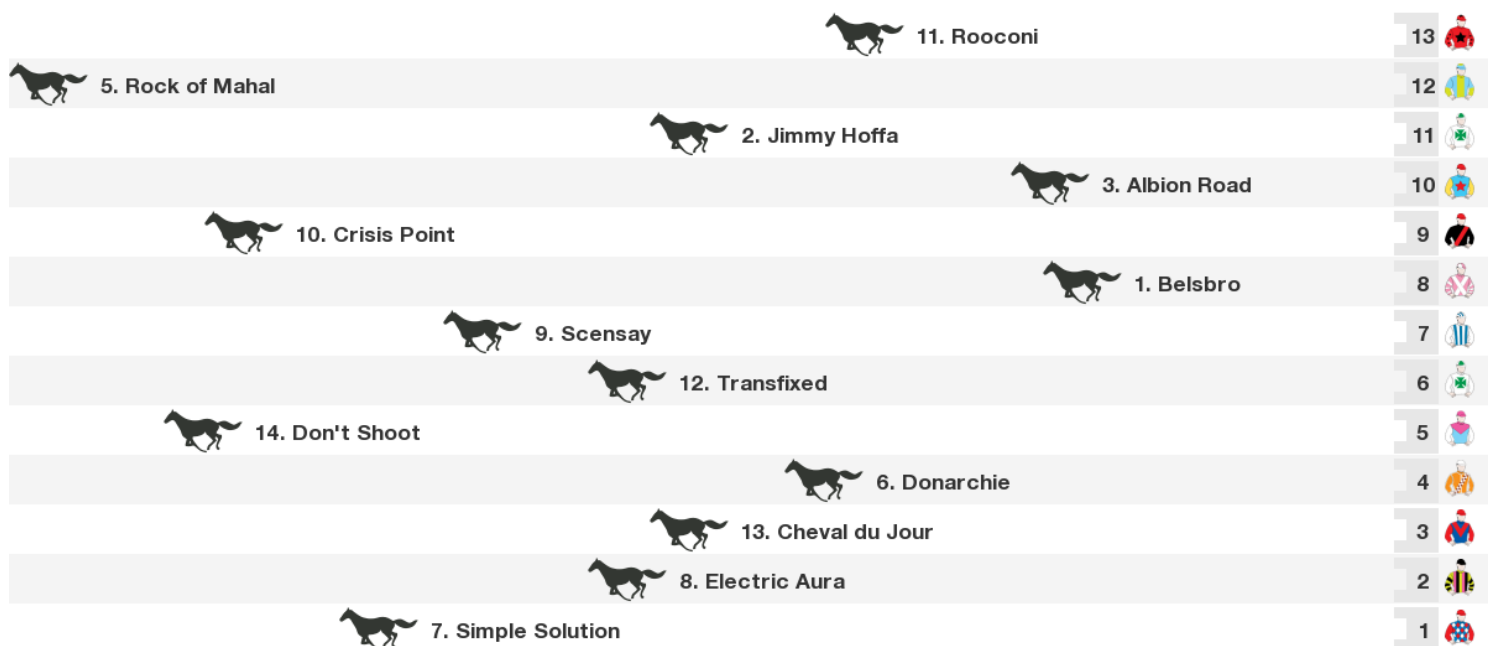 11. Rooconi 13
5. Rock of Mahal 12
2. Jimmy Hoffa 11
3. Albion Road 10
10. Crisis Point 9
1. Belsbro 8
9. Scensay 7
12. Transfixed 6
14. Don't Shoot 5
6. Donarchie 4
13. Cheval du Jour 3
8. Electric Aura 2
7. Simple Solution 1